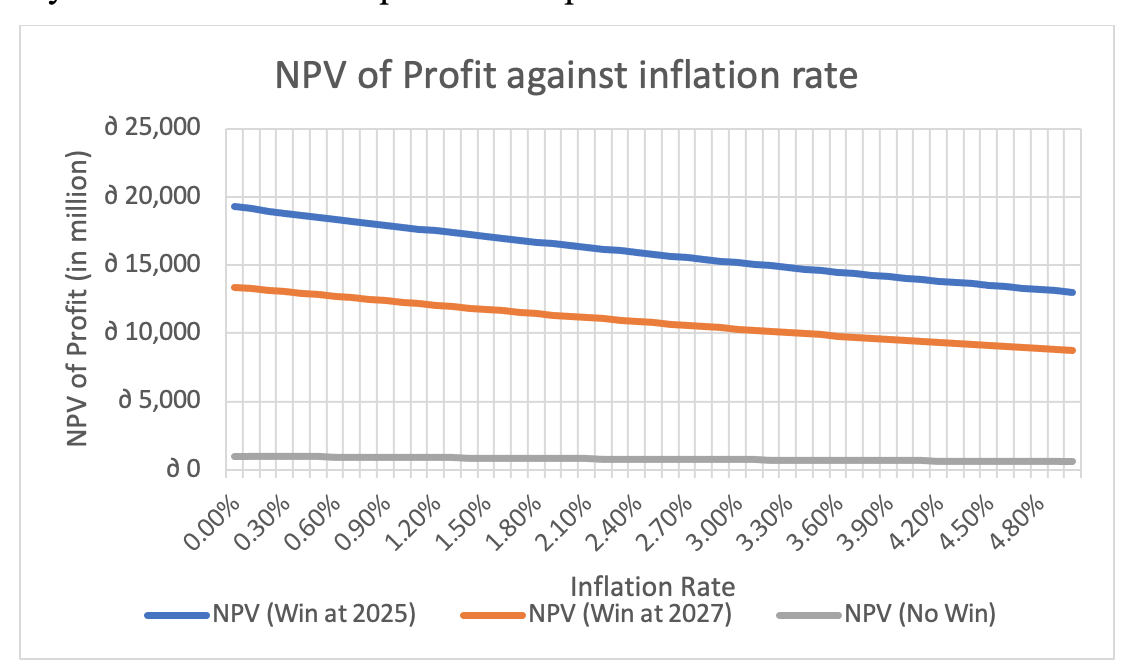 NPV of Profit against inflation rate
NPV of Profit (in million)
∂ 25,000
∂ 20,000
∂ 15,000
∂ 10,000
∂ 5,000
∂ 0
0.00% 0.30% 0.60% 0.90% 1.20% 1.50% 1.80% 2.10% 2.40% 2.70% 3.00% 3.30% 3.60% 3.90% 4.20% 4.50% 4.80%
Inflation Rate
NPV (Win at 2025) NPV (Win at 2027) NPV (No Win)